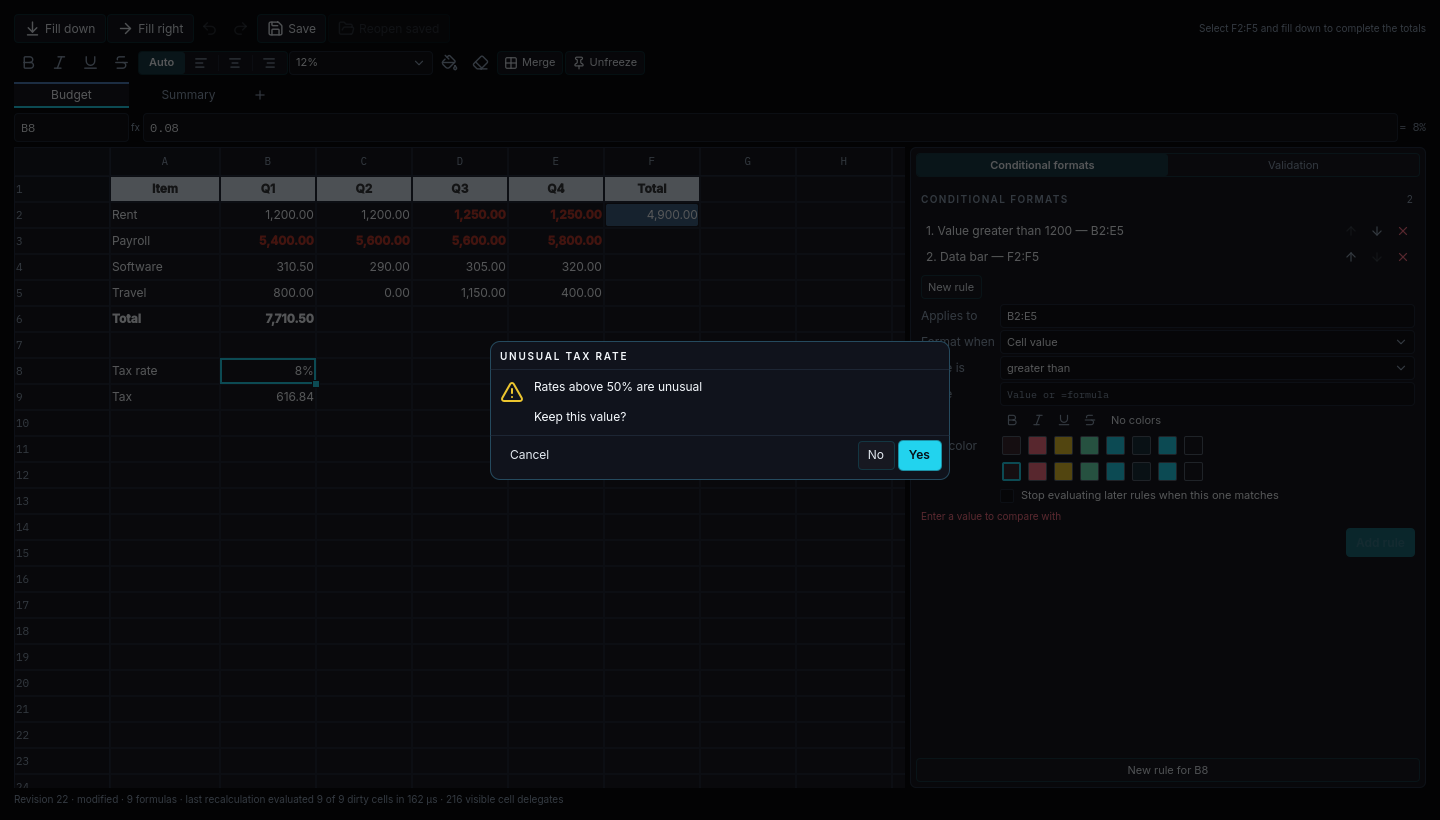 Fill down Fill right Save Reopen saved Select F2:F5 and fill down to complete the totals
B I U S Auto 12% Merge Unfreeze
Budget Summary +
B8 fx 0.08 = 8%
A B C D E F G H
1 Item Q1 Q2 Q3 Q4 Total
2 Rent 1,200.00 1,200.00 1,250.00 1,250.00 4,900.00
3 Payroll 5,400.00 5,600.00 5,600.00 5,800.00
4 Software 310.50 290.00 305.00 320.00
5 Travel 800.00 0.00 1,150.00 400.00
6 Total 7,710.50
7
8 Tax rate 8%
9 Tax 616.84
10
11
12
13
14
15
16
17
18
19
20
21
22
23
24
Conditional formats Validation
CONDITIONAL FORMATS 2
1. Value greater than 1200 — B2:E5
2. Data bar — F2:F5
New rule
Applies to B2:E5
Format when Cell value
is greater than
Value or =formula
B I U S No colors
color
Stop evaluating later rules when this one matches
Enter a value to compare with
Add rule
New rule for B8
UNUSUAL TAX RATE
Rates above 50% are unusual
Keep this value?
Cancel No Yes
Revision 22 · modified · 9 formulas · last recalculation evaluated 9 of 9 dirty cells in 162 µs · 216 visible cell delegates